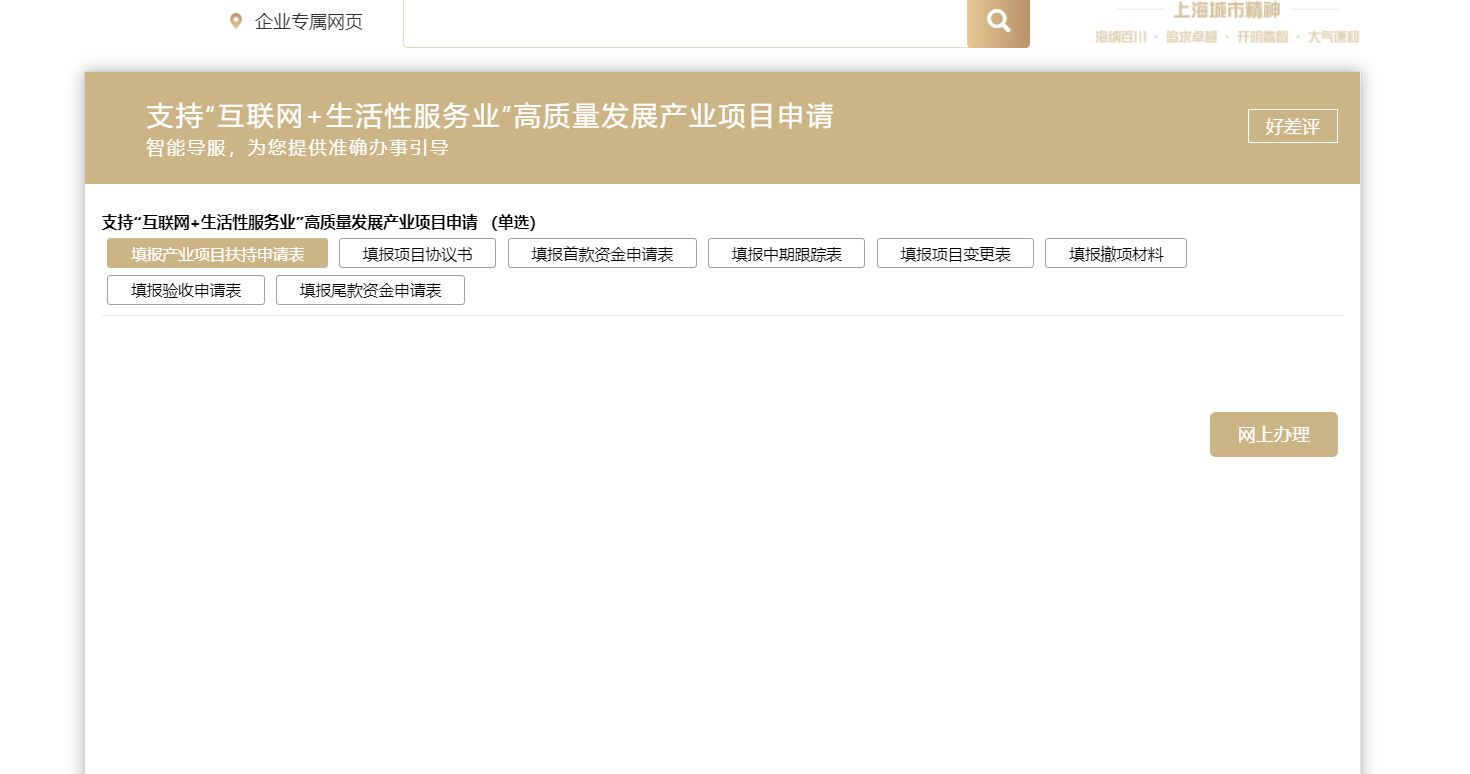 企业专属网页
上海城市精神
海纳百川 · 追求卓越 · 开明睿智 · 大气谦和
支持“互联网+生活性服务业”高质量发展产业项目申请
智能导服，为您提供准确办事引导
好差评
支持“互联网+生活性服务业”高质量发展产业项目申请 （单选）
填报产业项目扶持申请表 填报项目协议书 填报首款资金申请表 填报中期跟踪表 填报项目变更表 填报撤项材料
填报验收申请表 填报尾款资金申请表
网上办理